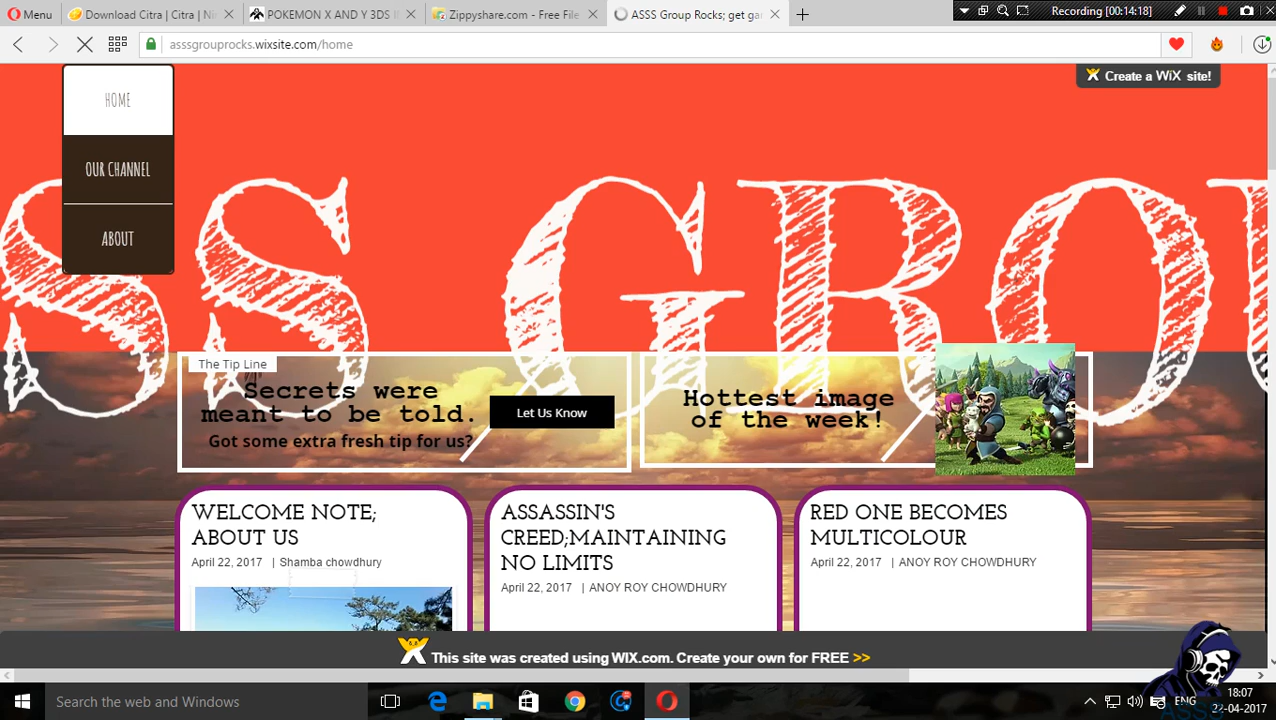 Menu
Download Citra | Citra | Ni
POKEMON X AND Y 3DS
Zippyshare.com - Free File
ASSS Group Rocks; get ga
Recording [00:14:18]
asssgrouprocks.wixsite.com/home
HOME
OUR CHANNEL
ABOUT
Create a WiX site!
SS GRO
The Tip Line
Secrets were
meant to be told.
Got some extra fresh tip for us?
Let Us Know
Hottest image
of the week!
WELCOME NOTE;
ABOUT US
April 22, 2017 | Shamba chowdhury
ASSASSIN'S
CREED;MAINTAINING
NO LIMITS
April 22, 2017 | ANOY ROY CHOWDHURY
RED ONE BECOMES
MULTICOLOUR
April 22, 2017 | ANOY ROY CHOWDHURY
This site was created using WIX.com. Create your own for FREE >>
Search the web and Windows
ENG
18:07
22-04-2017